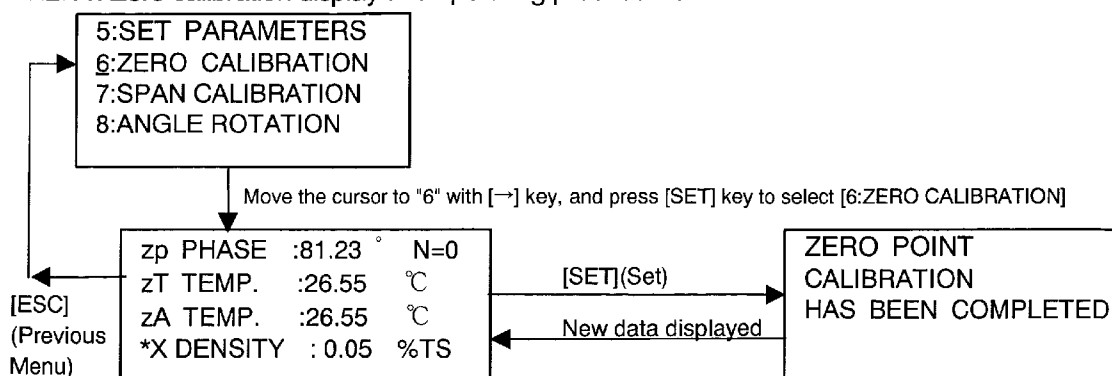 5:SET PARAMETERS
6:ZERO CALIBRATION
7:SPAN CALIBRATION
8:ANGLE ROTATION
Move the cursor to "6" with [→] key, and press [SET] key to select [6:ZERO CALIBRATION]
zp PHASE :81.23 ° N=0
zT TEMP. :26.55 ℃
zA TEMP. :26.55 ℃
*X DENSITY : 0.05 %TS
[ESC]
(Previous
Menu)
[SET](Set)
New data displayed
ZERO POINT
CALIBRATION
HAS BEEN COMPLETED